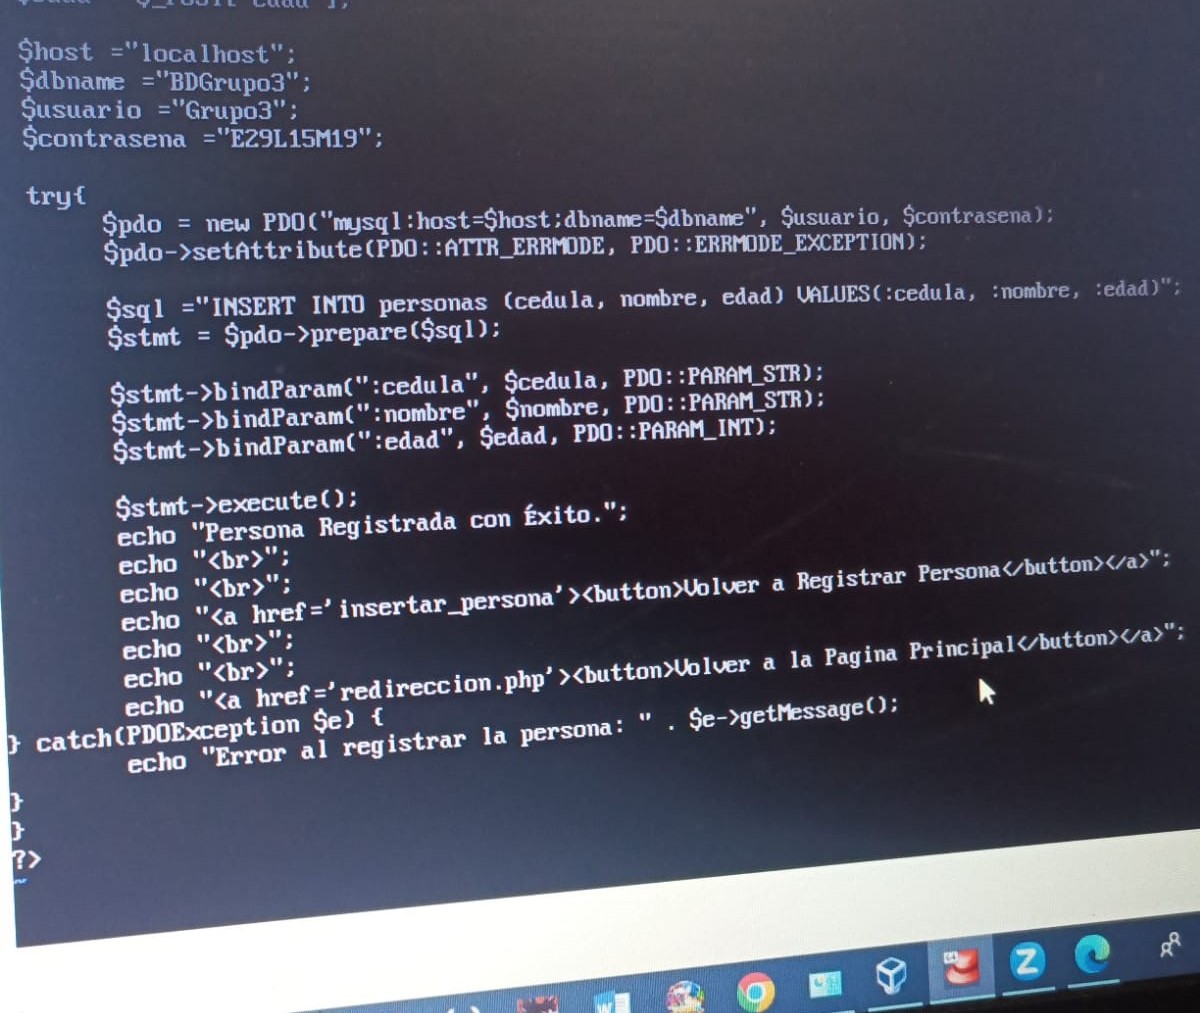 $host ="localhost";
$dbname ="BDGrupo3";
$usuario ="Grupo3";
$contrasena ="E29L15M19";
try{
$pdo = new PDO("mysql:host=$host;dbname=$dbname", $usuario, $contrasena);
$pdo->setAttribute(PDO::ATTR_ERRMODE, PDO::ERRMODE_EXCEPTION);
$sql ="INSERT INTO personas (cedula, nombre, edad) VALUES(:cedula, :nombre, :edad)";
$stmt = $pdo->prepare($sql);
$stmt->bindParam(":cedula", $cedula, PDO::PARAM_STR);
$stmt->bindParam(":nombre", $nombre, PDO::PARAM_STR);
$stmt->bindParam(":edad", $edad, PDO::PARAM_INT);
$stmt->execute();
echo "Persona Registrada con Éxito.";
echo "<br>";
echo "<br>";
echo "<a href='insertar_persona'><button>Volver a Registrar Persona</button></a>";
echo "<br>";
echo "<br>";
echo "<a href='redireccion.php'><button>Volver a la Pagina Principal</button></a>";
} catch(PDOException $e) {
echo "Error al registrar la persona: " . $e->getMessage();
}
}
?>
~